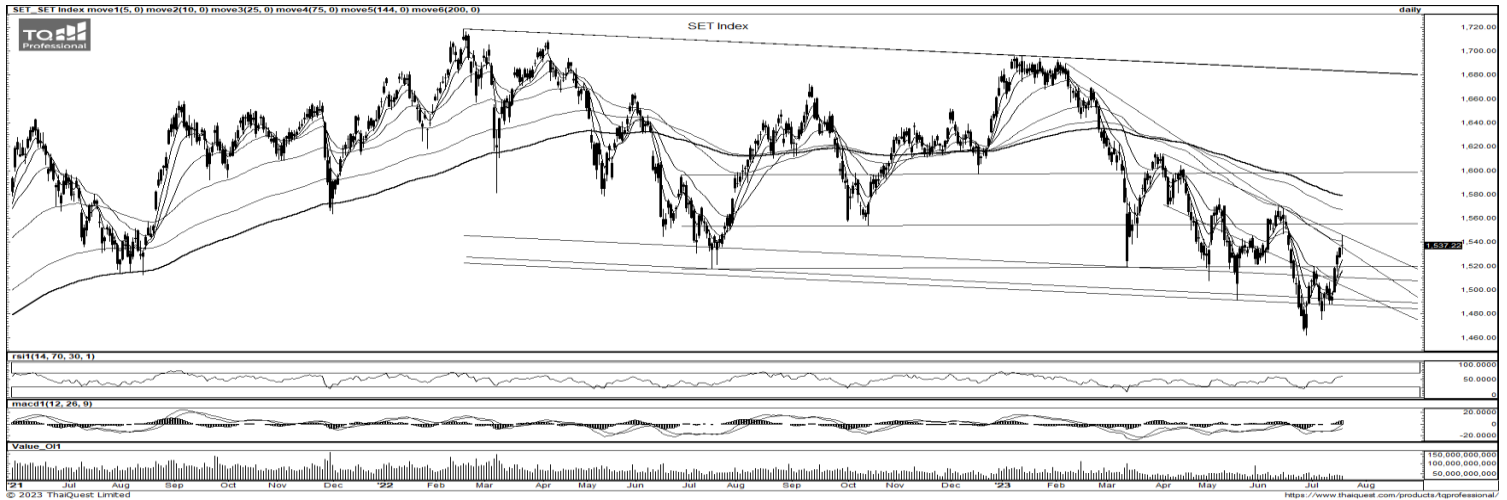 SET_SET Index move1(5, 0) move2(10, 0) move3(25, 0) move4(75, 0) move5(144, 0) move6(200, 0)
daily
TQ
Professional
SET Index
1,720.00
1,700.00
1,680.00
1,660.00
1,640.00
1,620.00
1,600.00
1,580.00
1,560.00
1,540.00
1,537.22
1,520.00
1,500.00
1,480.00
1,460.00
rsi1(14, 70, 30, 1)
100.0000
50.0000
0
macd1(12, 26, 9)
20.0000
0
-20.0000
Value_OI1
150,000,000,000
100,000,000,000
50,000,000,000
'21 Jul Aug Sep Oct Nov Dec '22 Feb Mar Apr May Jun Jul Aug Sep Oct Nov Dec '23 Feb Mar Apr May Jun Jul Aug
© 2023 ThaiQuest Limited
https://www.thaiquest.com/products/tqprofessional/